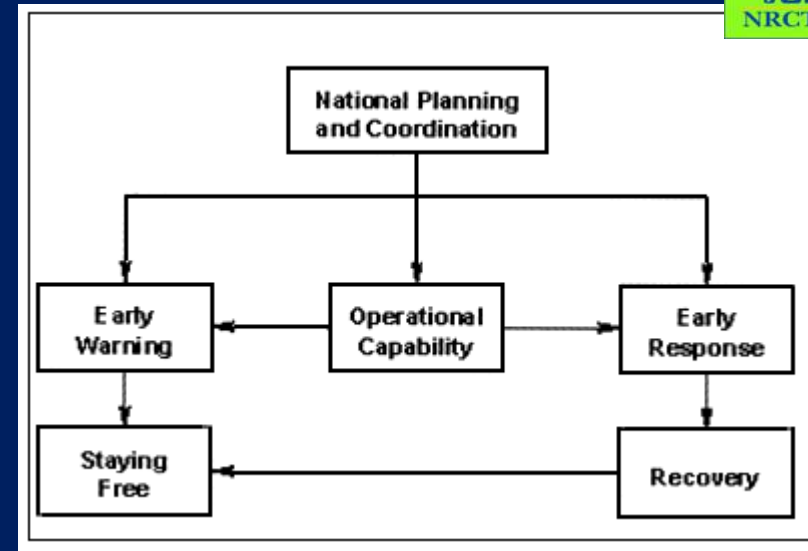 NRCT
National Planning
and Coordination
Early
Warning
Operational
Capability
Early
Response
Staying
Free
Recovery